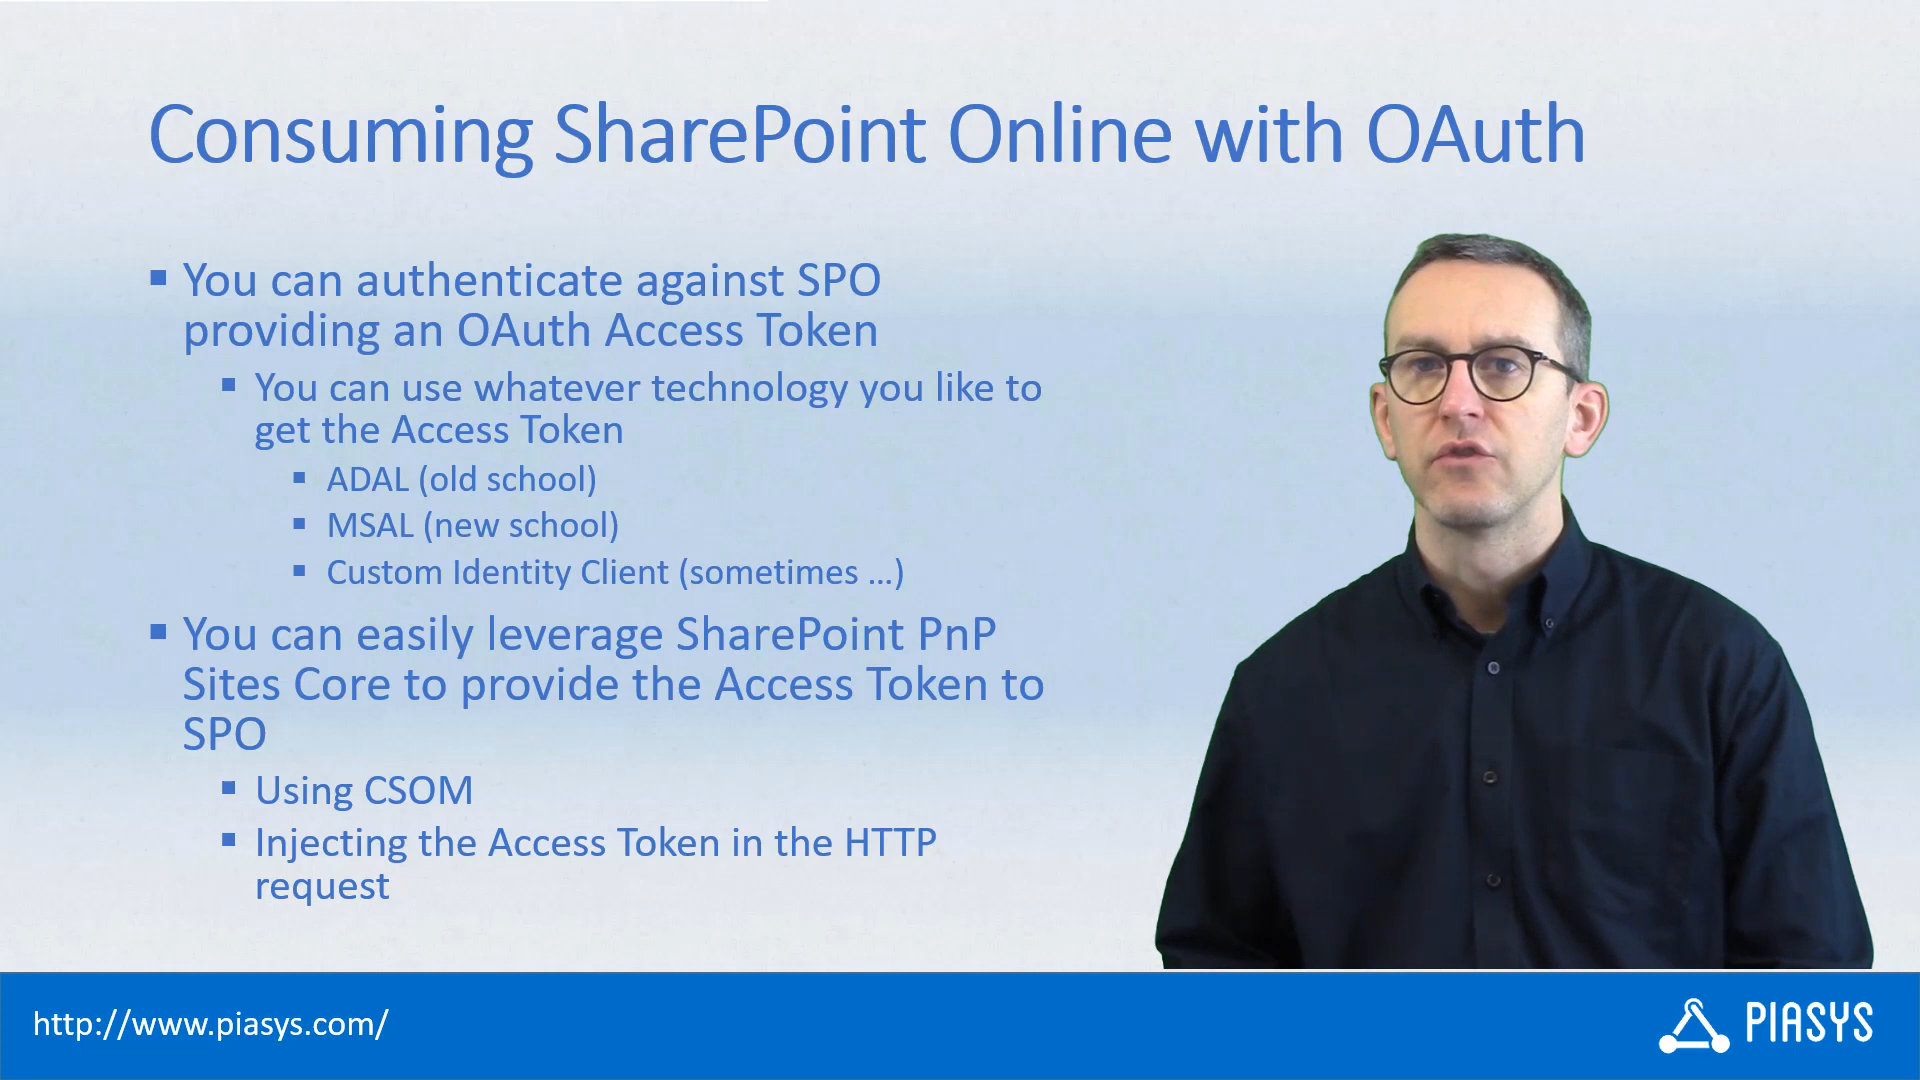 Consuming SharePoint Online with OAuth
▪ You can authenticate against SPO
providing an OAuth Access Token
▪ You can use whatever technology you like to
get the Access Token
▪ ADAL (old school)
▪ MSAL (new school)
▪ Custom Identity Client (sometimes …)
▪ You can easily leverage SharePoint PnP
Sites Core to provide the Access Token to
SPO
▪ Using CSOM
▪ Injecting the Access Token in the HTTP
request
http://www.piasys.com/
PIASYS